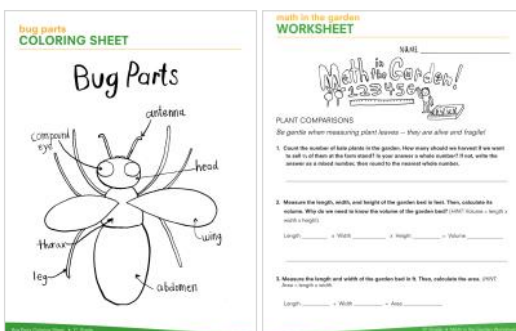 bug parts
COLORING SHEET
Bug Parts
antenna
compound
eye
head
thorax
wing
leg
abdomen
math in the garden
WORKSHEET
NAME
Math in the Garden!
123456
PLANT COMPARISONS
Be gentle when measuring plant leaves – they are alive and fragile!
1. Count the number of kale plants in the garden. How many should we harvest if we want
to sell ⅓ of them at the farm stand? Is your answer a whole number? If not, write the
answer as a mixed number, then round to the nearest whole number.
2. Measure the length, width, and height of the garden bed in feet. Then, calculate its
volume. Why do we need to know the volume of the garden bed? (HINT: Volume = length x
width x height)
Length x Width x Height = Volume
3. Measure the length and width of the garden bed in ft. Then, calculate the area. (HINT:
Area = length x width)
Length x Width = Area